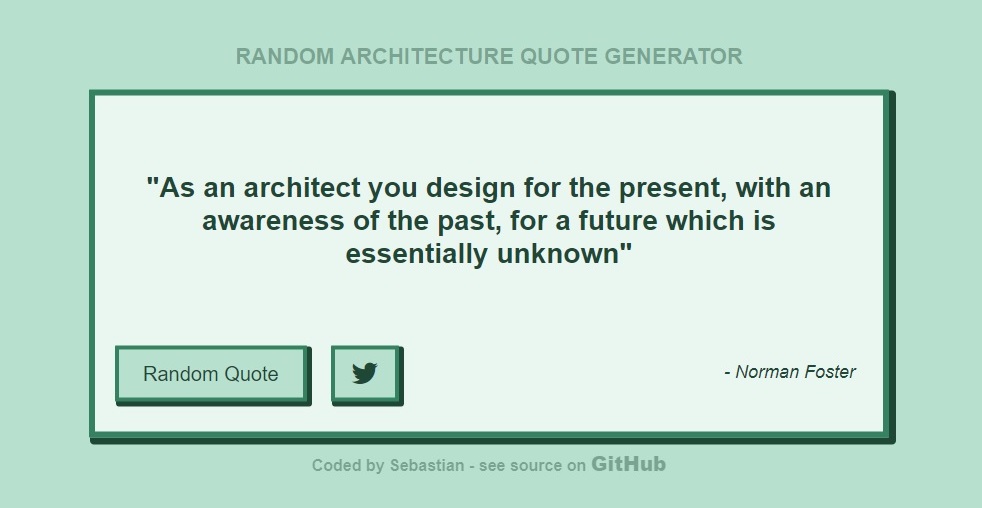 RANDOM ARCHITECTURE QUOTE GENERATOR
"As an architect you design for the present, with an
awareness of the past, for a future which is
essentially unknown"
Random Quote
- Norman Foster
Coded by Sebastian - see source on GitHub